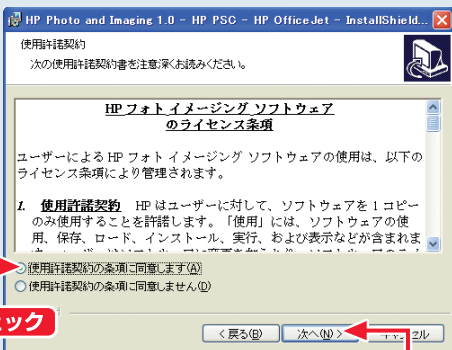 HP Photo and Imaging 1.0 - HP PSC - HP OfficeJet - InstallShield...
使用許諾契約
次の使用許諾契約書を注意深くお読みください。
HP フォト イメージング ソフトウェア
のライセンス条項
ユーザーによる HP フォト イメージング ソフトウェアの使用は、以下の
ライセンス条項により管理されます。
1. 使用許諾契約 HP はユーザーに対して、ソフトウェアを 1 コピー
のみ使用することを許諾します。「使用」には、ソフトウェアの使
用、保存、ロード、インストール、実行、および表示などが含まれま
使用許諾契約の条項に同意します(A)
使用許諾契約の条項に同意しません(D)
ェック
< 戻る(B)
次へ(N) >